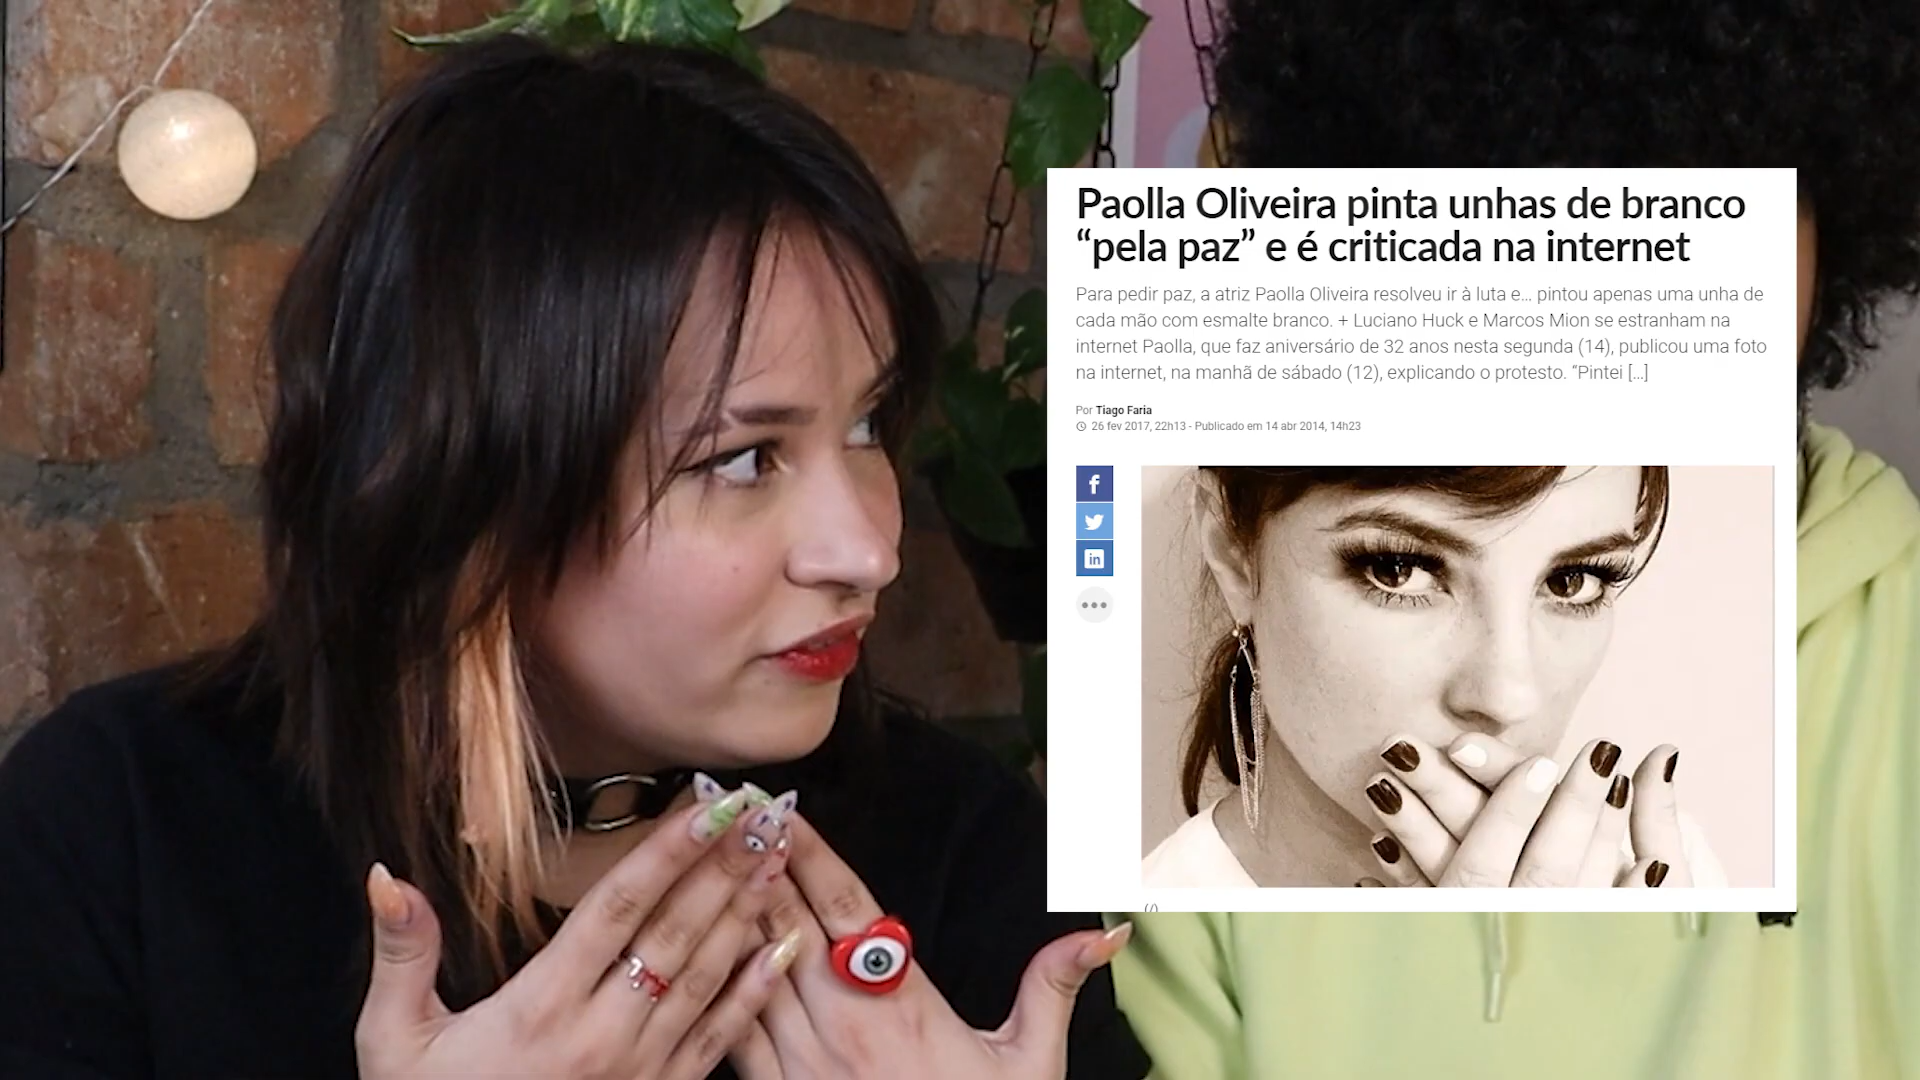 Paolla Oliveira pinta unhas de branco
“pela paz” e é criticada na internet
Para pedir paz, a atriz Paolla Oliveira resolveu ir à luta e... pintou apenas uma unha de
cada mão com esmalte branco. + Luciano Huck e Marcos Mion se estranham na
internet Paolla, que faz aniversário de 32 anos nesta segunda (14), publicou uma foto
na internet, na manhã de sábado (12), explicando o protesto. “Pintei [...]
Por Tiago Faria
26 fev 2017, 22h13 - Publicado em 14 abr 2014, 14h23
f
in
(/)